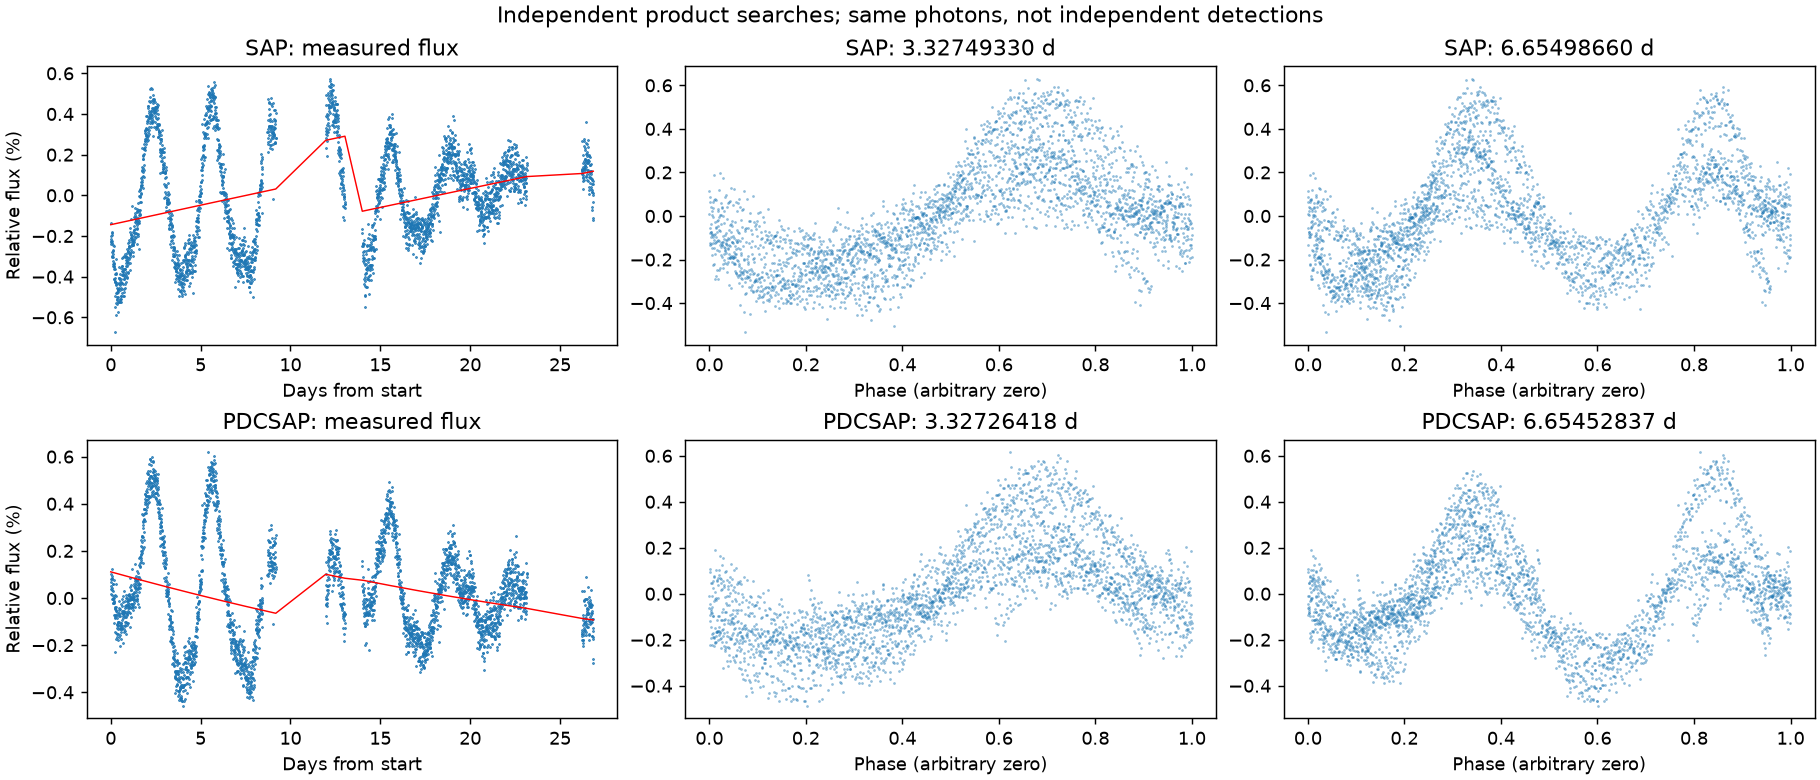 Independent product searches; same photons, not independent detections
SAP: measured flux
SAP: 3.32749330 d
SAP: 6.65498660 d
Relative flux (%)
0.6
0.4
0.2
0.0
−0.2
−0.4
−0.6
0.6
0.4
0.2
0.0
−0.2
−0.4
0.6
0.4
0.2
0.0
−0.2
−0.4
0 5 10 15 20 25
0.0 0.2 0.4 0.6 0.8 1.0
0.0 0.2 0.4 0.6 0.8 1.0
Days from start
Phase (arbitrary zero)
Phase (arbitrary zero)
PDCSAP: measured flux
PDCSAP: 3.32726418 d
PDCSAP: 6.65452837 d
Relative flux (%)
0.6
0.4
0.2
0.0
−0.2
−0.4
0.6
0.4
0.2
0.0
−0.2
−0.4
0.6
0.4
0.2
0.0
−0.2
−0.4
0 5 10 15 20 25
0.0 0.2 0.4 0.6 0.8 1.0
0.0 0.2 0.4 0.6 0.8 1.0
Days from start
Phase (arbitrary zero)
Phase (arbitrary zero)